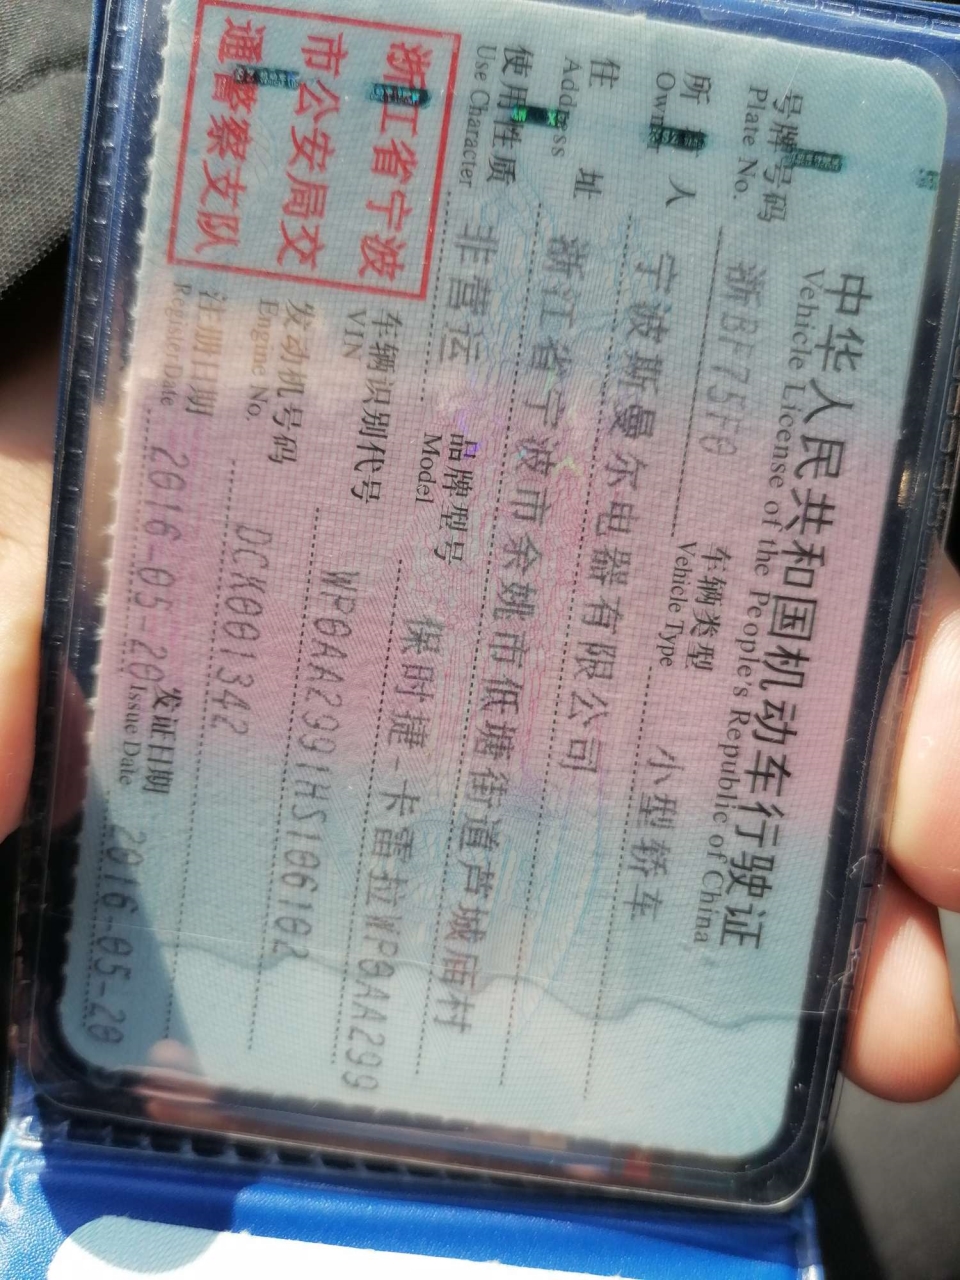 中华人民共和国机动车行驶证
Vehicle License of the People's Republic of China
号牌号码 浙BF75F0 车辆类型 小型轿车
Plate No. Vehicle Type
所有人 宁波斯曼尔电器有限公司
Owner
住址 浙江省宁波市余姚市低塘街道芦城庙村
Address
使用性质 非营运 品牌型号 保时捷-卡雷拉WP0AA299
Use Character Model
浙江省宁波
市公安局交
通警察支队
车辆识别代号 WP0AA2991HS106102
VIN
发动机号码 DCK001342
Engine No.
注册日期 2016-05-20 发证日期 2016-05-20
Register Date Issue Date